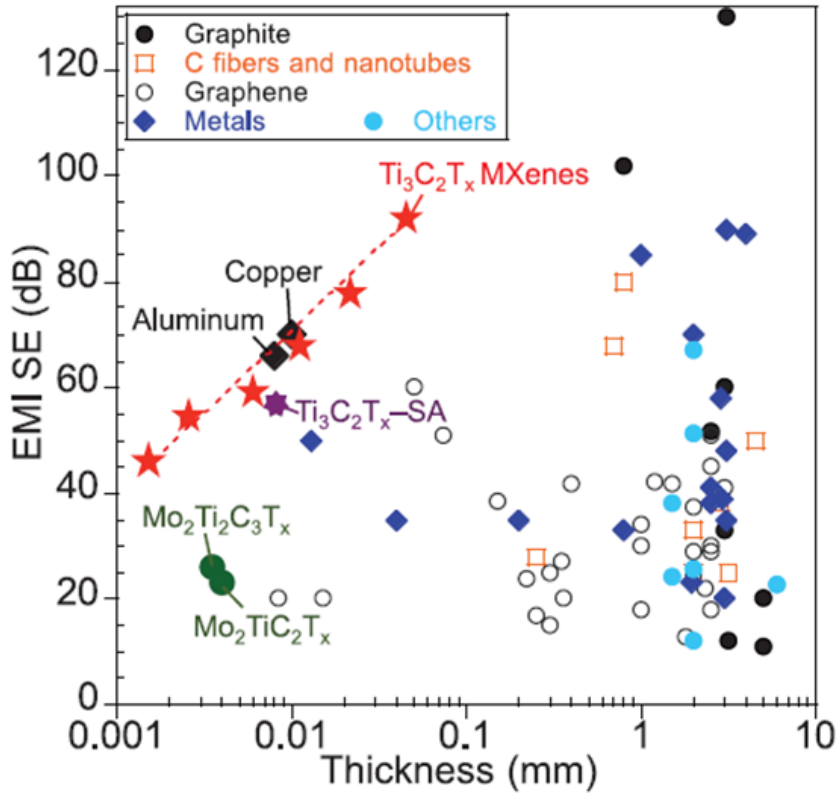 Graphite
C fibers and nanotubes
Graphene
Metals Others
Ti₃C₂Tₓ MXenes
Copper
Aluminum
Ti₃C₂Tₓ–SA
Mo₂Ti₂C₃Tₓ
Mo₂TiC₂Tₓ
EMI SE (dB)
120
100
80
60
40
20
0
0.001 0.01 0.1 1 10
Thickness (mm)